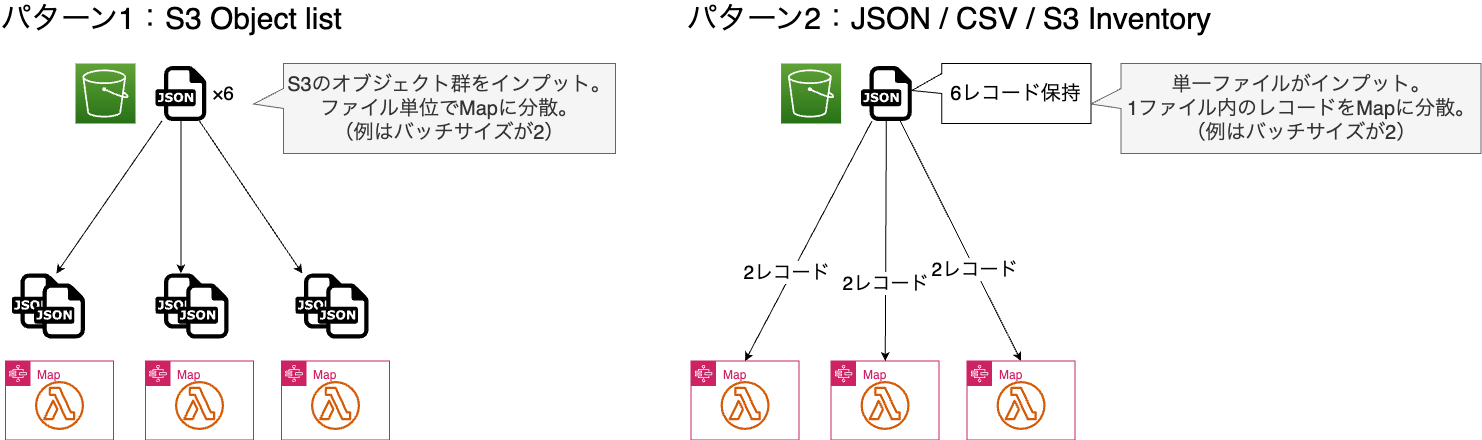 パターン1：S3 Object list
JSON
×6
S3のオブジェクト群をインプット。
ファイル単位でMapに分散。
（例はバッチサイズが2）
JSON
JSON
JSON
JSON
JSON
JSON
Map
Map
Map
パターン2：JSON / CSV / S3 Inventory
JSON
6レコード保持
単一ファイルがインプット。
1ファイル内のレコードをMapに分散。
（例はバッチサイズが2）
2レコード
2レコード
2レコード
Map
Map
Map